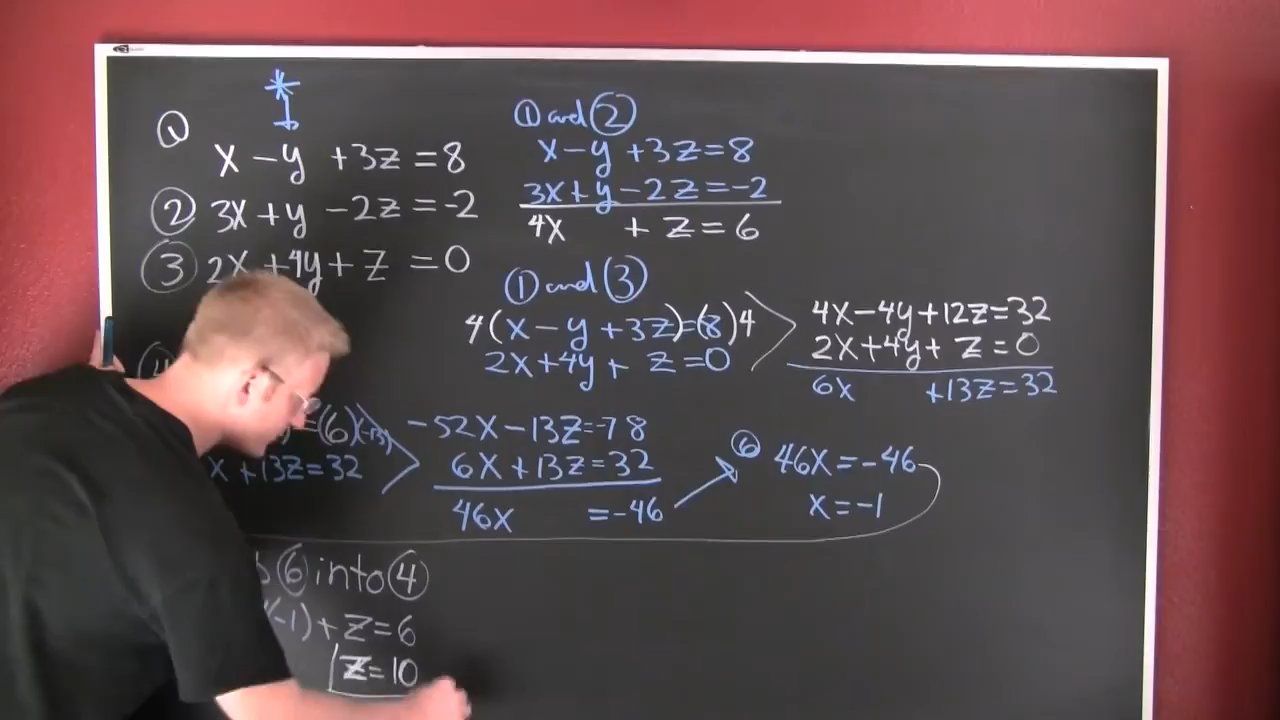 *
①
x - y + 3z = 8
② 3x + y - 2z = -2
③ 2x + 4y + z = 0
① and ②
x - y + 3z = 8
3x + y - 2z = -2
4x + z = 6
① and ③
4(x - y + 3z) = (8)4
2x + 4y + z = 0
4x - 4y + 12z = 32
2x + 4y + z = 0
6x + 13z = 32
=(6)(-13)
x + 13z = 32
-52x - 13z = -78
6x + 13z = 32
46x = -46
⑥ 46x = -46
x = -1
⑥ into ④
(-1) + z = 6
z = 10